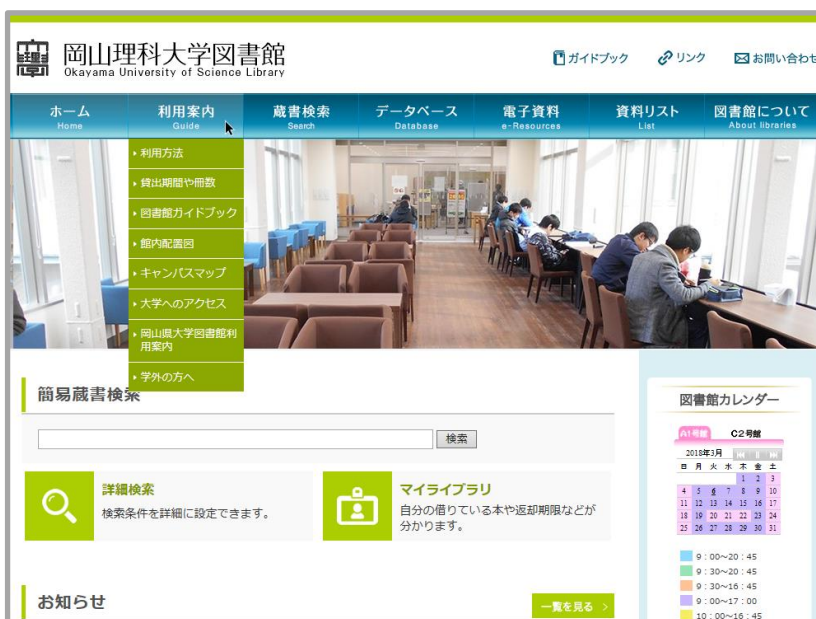 岡山理科大学図書館
Okayama University of Science Library
ガイドブック リンク お問い合わせ
ホーム 利用案内 蔵書検索 データベース 電子資料 資料リスト 図書館について
Home Guide Search Database e-Resources List About libraries
利用方法
貸出期間や冊数
図書館ガイドブック
館内配置図
キャンパスマップ
大学へのアクセス
岡山県大学図書館利
用案内
学外の方へ
簡易蔵書検索
検索
詳細検索
検索条件を詳細に設定できます。
マイライブラリ
自分の借りている本や返却期限などが
分かります。
お知らせ
一覧を見る >
図書館カレンダー
A1号館 C2号館
2018年3月
日 月 火 水 木 金 土
1 2 3
4 5 6 7 8 9 10
11 12 13 14 15 16 17
18 19 20 21 22 23 24
25 26 27 28 29 30 31
9:00～20:45
9:30～20:45
9:30～16:45
9:00～17:00
10:00～16:45